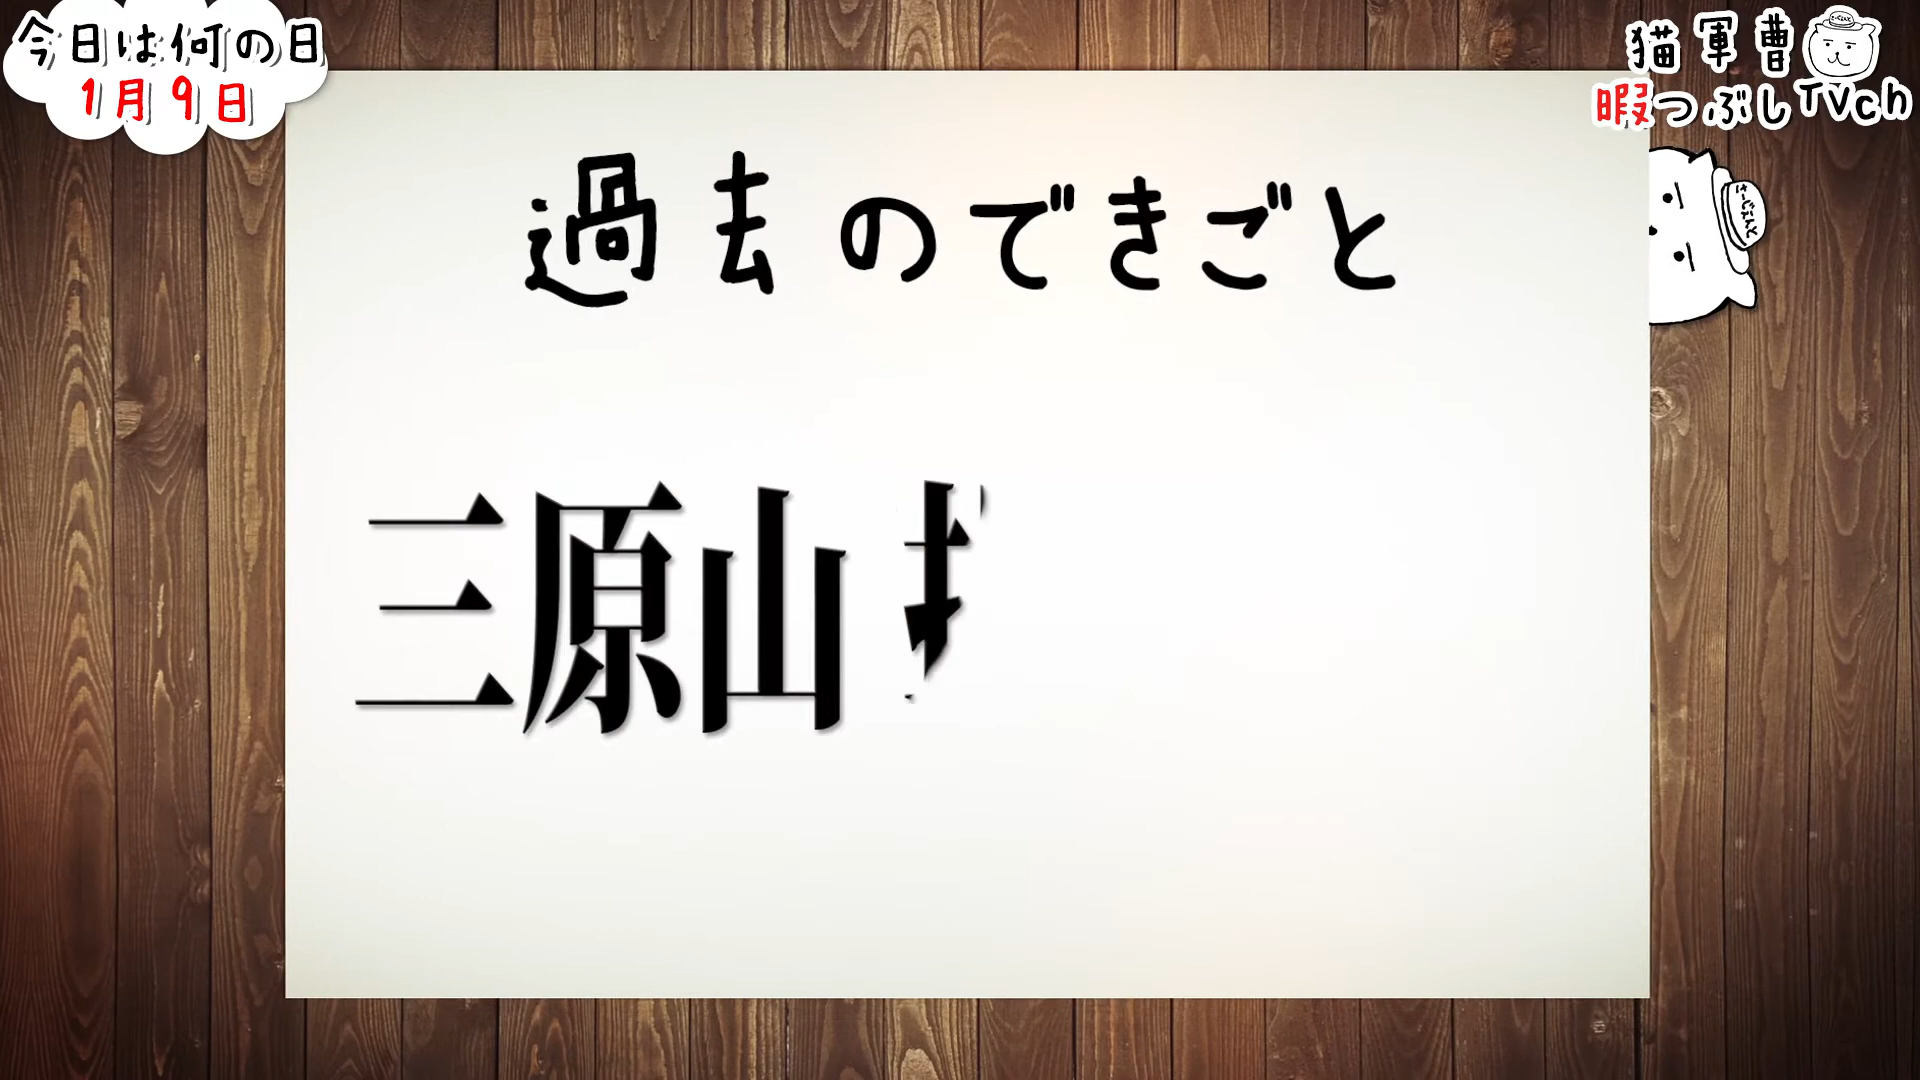 今日は何の日
1月9日
猫軍曹
暇つぶしTVch
過去のできごと
三原山